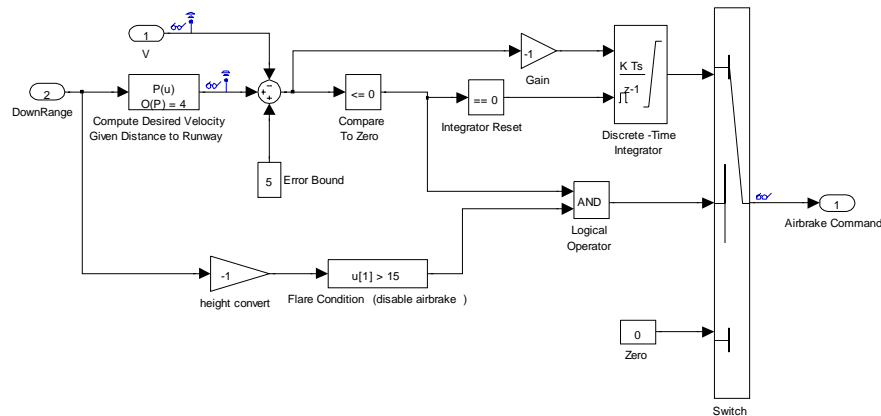 Switch
1
V
-1
Gain
K Ts
z-1
Discrete -Time
Integrator
2
DownRange
P(u)
O(P) = 4
Compute Desired Velocity
Given Distance to Runway
−
+
+
<= 0
Compare
To Zero
== 0
Integrator Reset
5
Error Bound
AND
Logical
Operator
1
Airbrake Command
-1
height convert
u[1] > 15
Flare Condition (disable airbrake )
0
Zero
Switch